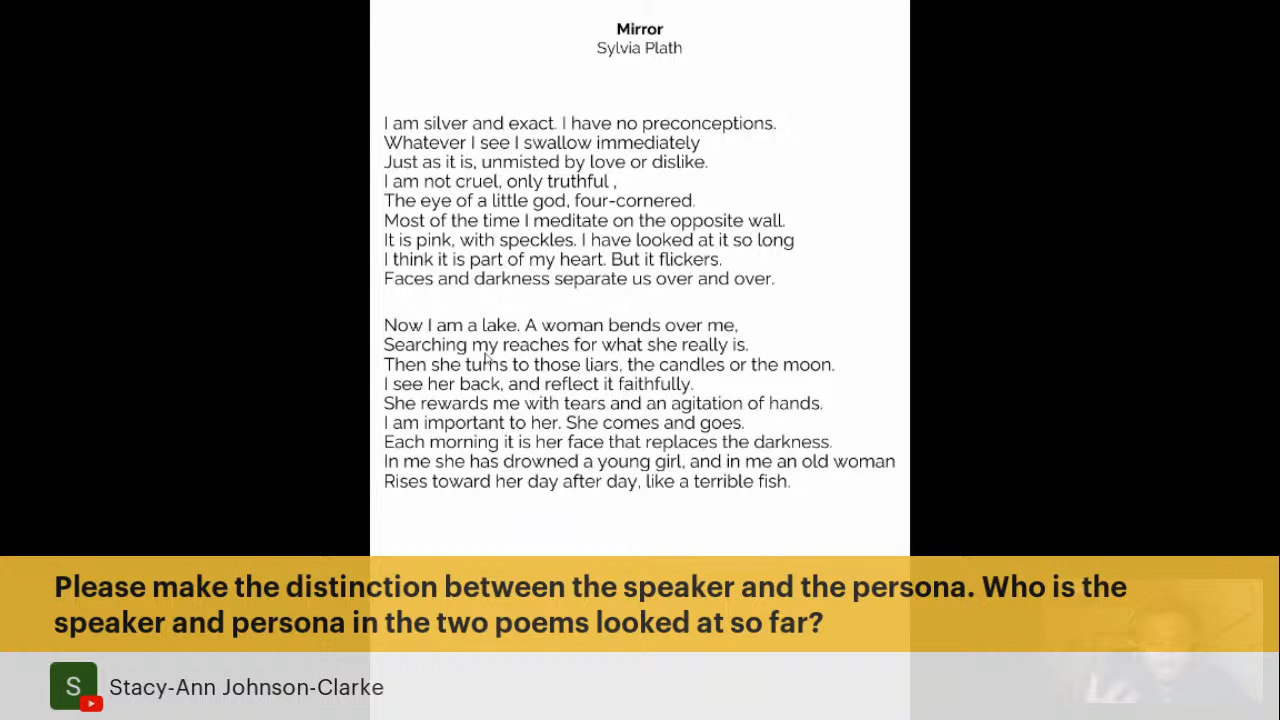 Mirror
Sylvia Plath
I am silver and exact. I have no preconceptions.
Whatever I see I swallow immediately
Just as it is, unmisted by love or dislike.
I am not cruel, only truthful ,
The eye of a little god, four-cornered.
Most of the time I meditate on the opposite wall.
It is pink, with speckles. I have looked at it so long
I think it is part of my heart. But it flickers.
Faces and darkness separate us over and over.
Now I am a lake. A woman bends over me,
Searching my reaches for what she really is.
Then she turns to those liars, the candles or the moon.
I see her back, and reflect it faithfully.
She rewards me with tears and an agitation of hands.
I am important to her. She comes and goes.
Each morning it is her face that replaces the darkness.
In me she has drowned a young girl, and in me an old woman
Rises toward her day after day, like a terrible fish.
Please make the distinction between the speaker and the persona. Who is the
speaker and persona in the two poems looked at so far?
S
Stacy-Ann Johnson-Clarke